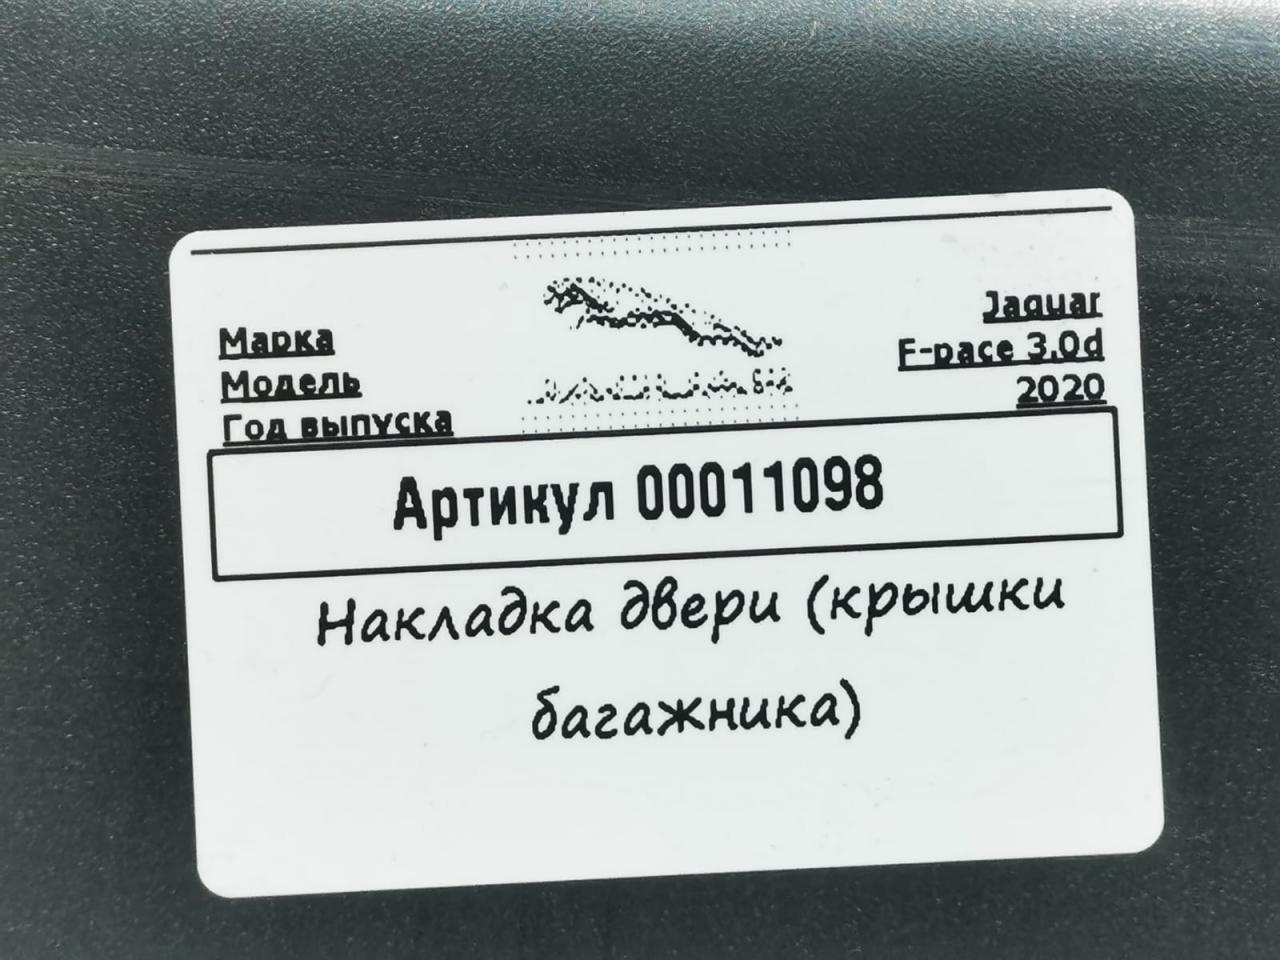 Марка Jaguar
Модель F-pace 3.0d
Год выпуска 2020
Артикул 00011098
Накладка двери (крышки
багажника)